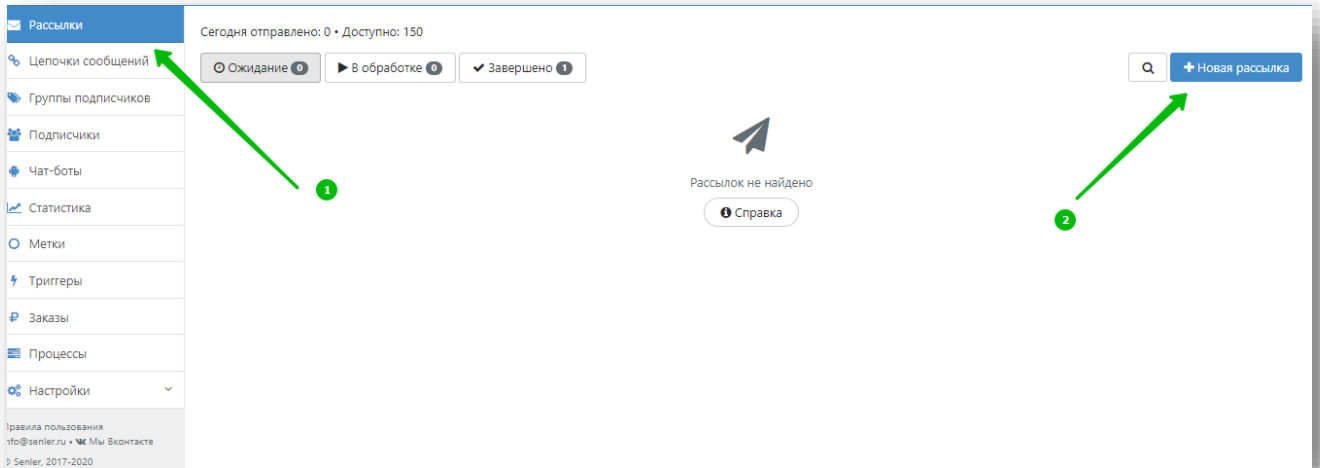 Рассылки
Цепочки сообщений
Группы подписчиков
Подписчики
Чат-боты
Статистика
Метки
Триггеры
Заказы
Процессы
Настройки
Правила пользования
info@senler.ru • Мы Вконтакте
© Senler, 2017-2020
Сегодня отправлено: 0 • Доступно: 150
Ожидание 0 В обработке 0 Завершено 1
+ Новая рассылка
1
2
Рассылок не найдено
Справка